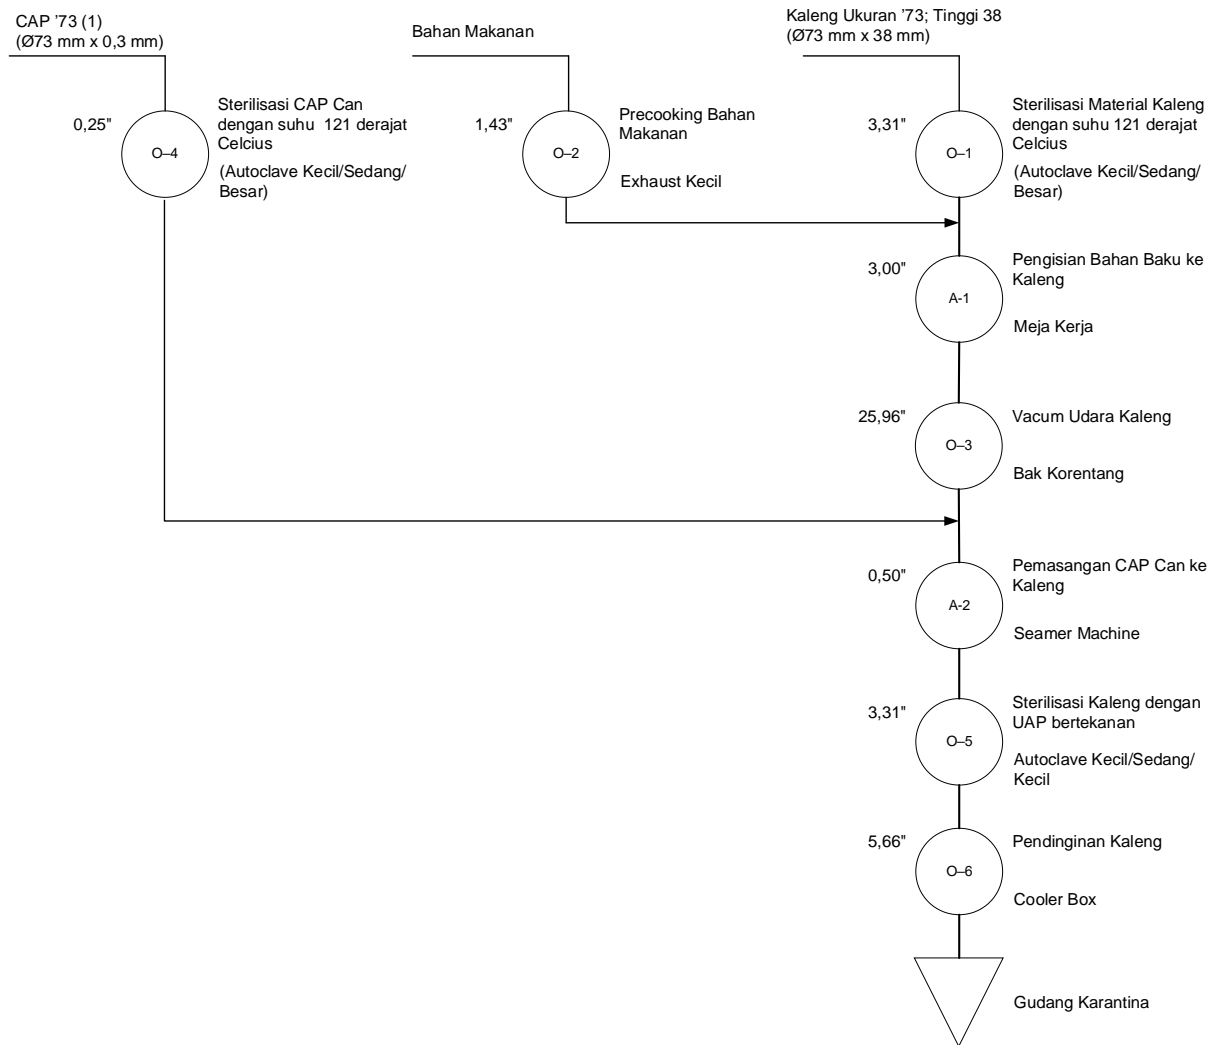 CAP '73 (1)
(Ø73 mm x 0,3 mm)
Bahan Makanan
Kaleng Ukuran '73; Tinggi 38
(Ø73 mm x 38 mm)
0,25"
O–4
Sterilisasi CAP Can
dengan suhu  121 derajat
Celcius
(Autoclave Kecil/Sedang/
Besar)
1,43"
O–2
Precooking Bahan
Makanan
Exhaust Kecil
3,31"
O–1
Sterilisasi Material Kaleng
dengan suhu 121 derajat
Celcius
(Autoclave Kecil/Sedang/
Besar)
3,00"
A-1
Pengisian Bahan Baku ke
Kaleng
Meja Kerja
25,96"
O–3
Vacum Udara Kaleng
Bak Korentang
0,50"
A-2
Pemasangan CAP Can ke
Kaleng
Seamer Machine
3,31"
O–5
Sterilisasi Kaleng dengan
UAP bertekanan
Autoclave Kecil/Sedang/
Kecil
5,66"
O–6
Pendinginan Kaleng
Cooler Box
Gudang Karantina